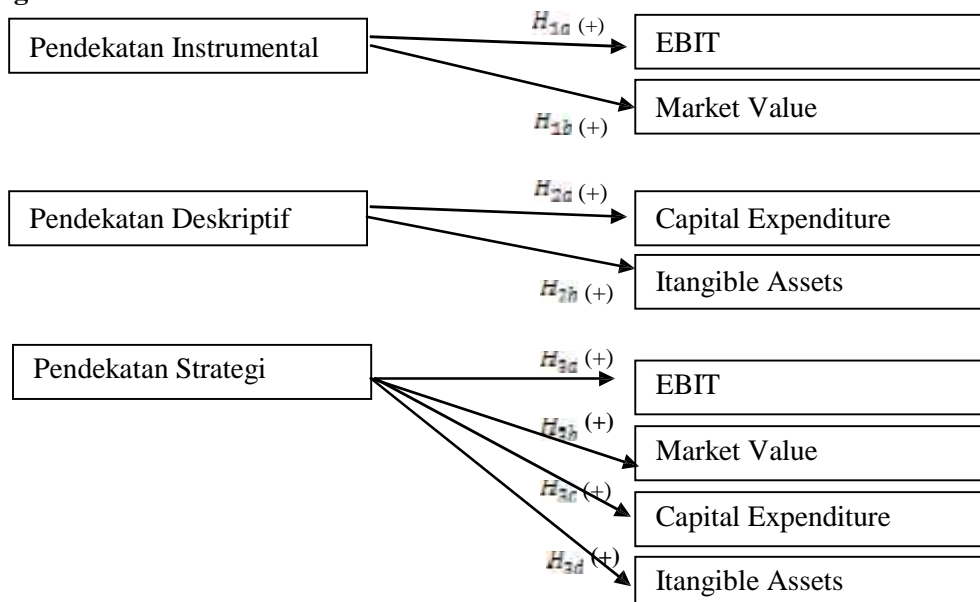 g
H1a (+)
Pendekatan Instrumental
EBIT
Market Value
H1b (+)
H2a (+)
Pendekatan Deskriptif
Capital Expenditure
Itangible Assets
H2b (+)
H3a (+)
Pendekatan Strategi
EBIT
H3b (+)
Market Value
H3c (+)
Capital Expenditure
H3d (+)
Itangible Assets